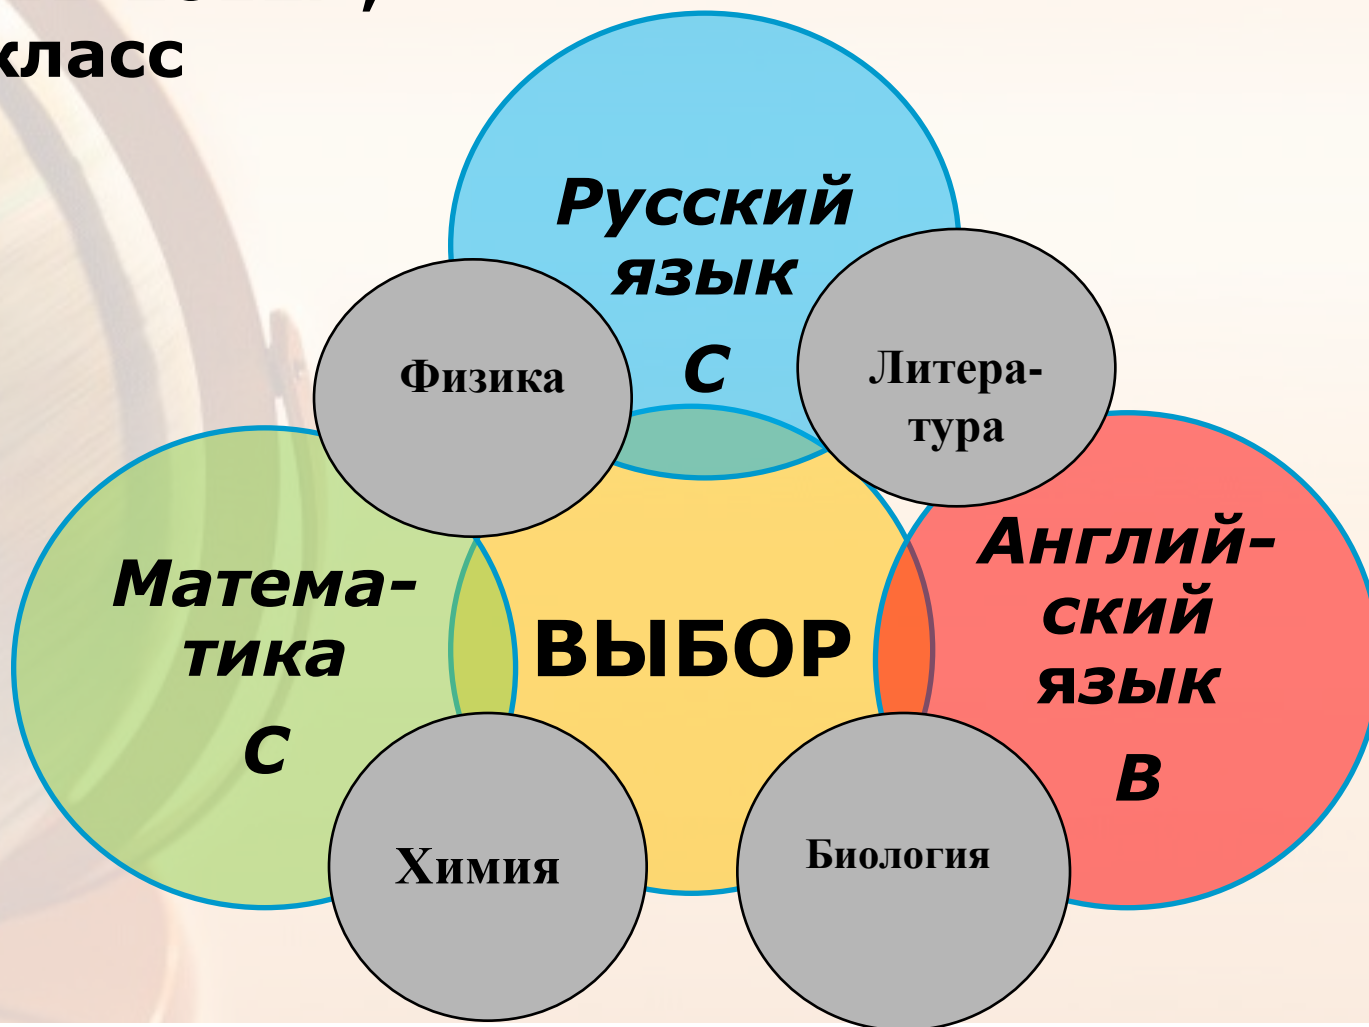 класс
Русский
язык
С
Физика
Литера-
тура
Матема-
тика
С
ВЫБОР
Англий-
ский
язык
В
Химия
Биология